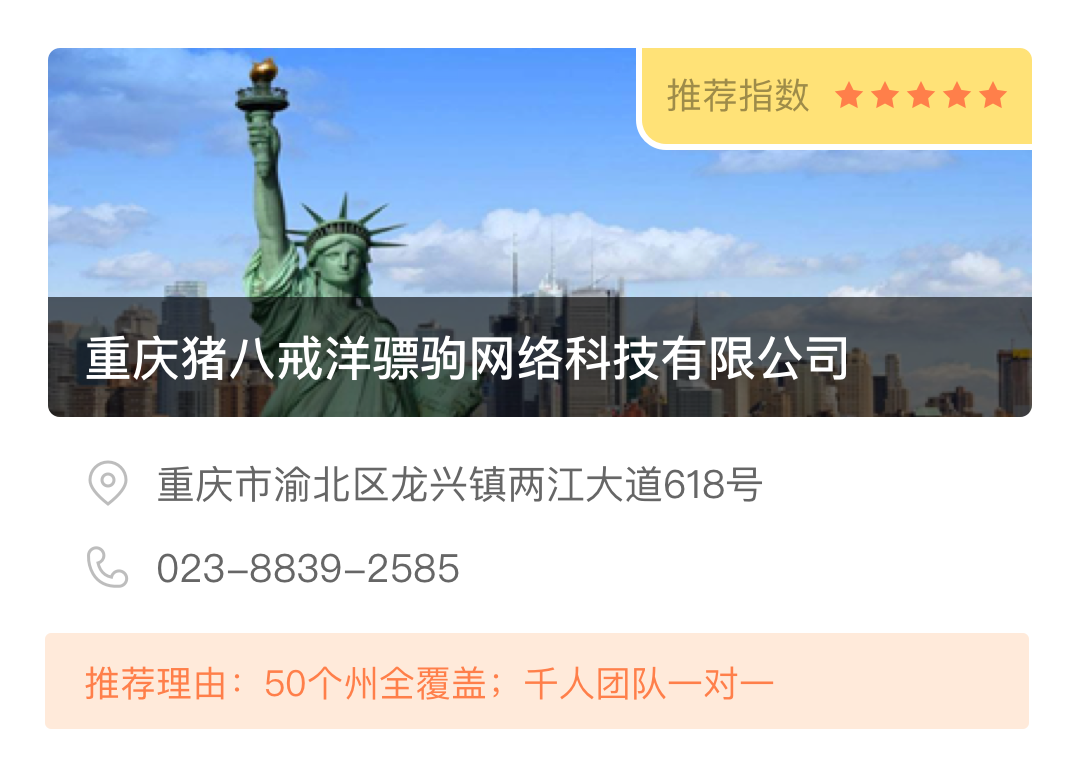 推荐指数
重庆猪八戒洋骠驹网络科技有限公司
重庆市渝北区龙兴镇两江大道618号
023-8839-2585
推荐理由：50个州全覆盖；千人团队一对一